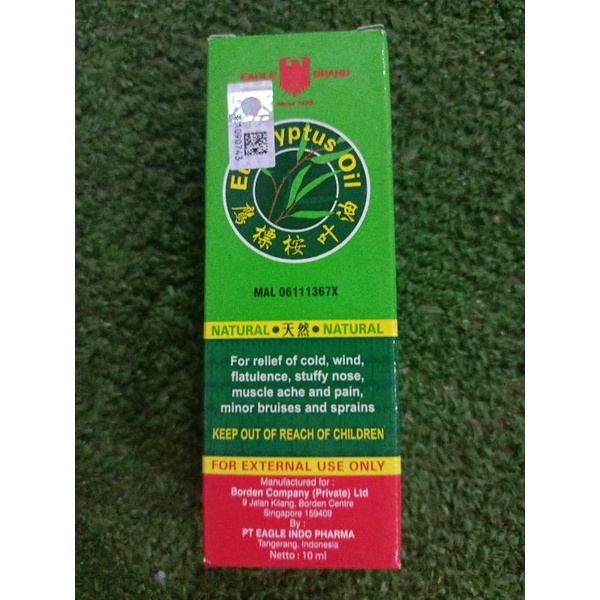 EAGLE BRAND
Since 1899
Eucalyptus Oil
鹰標桉叶油
MAL 06111367X
NATURAL • 天然 • NATURAL
For relief of cold, wind,
flatulence, stuffy nose,
muscle ache and pain,
minor bruises and sprains
KEEP OUT OF REACH OF CHILDREN
FOR EXTERNAL USE ONLY
Manufactured for :
Borden Company (Private) Ltd
9 Jalan Kilang, Borden Centre
Singapore 159409
By :
PT EAGLE INDO PHARMA
Tangerang, Indonesia
Netto : 10 ml